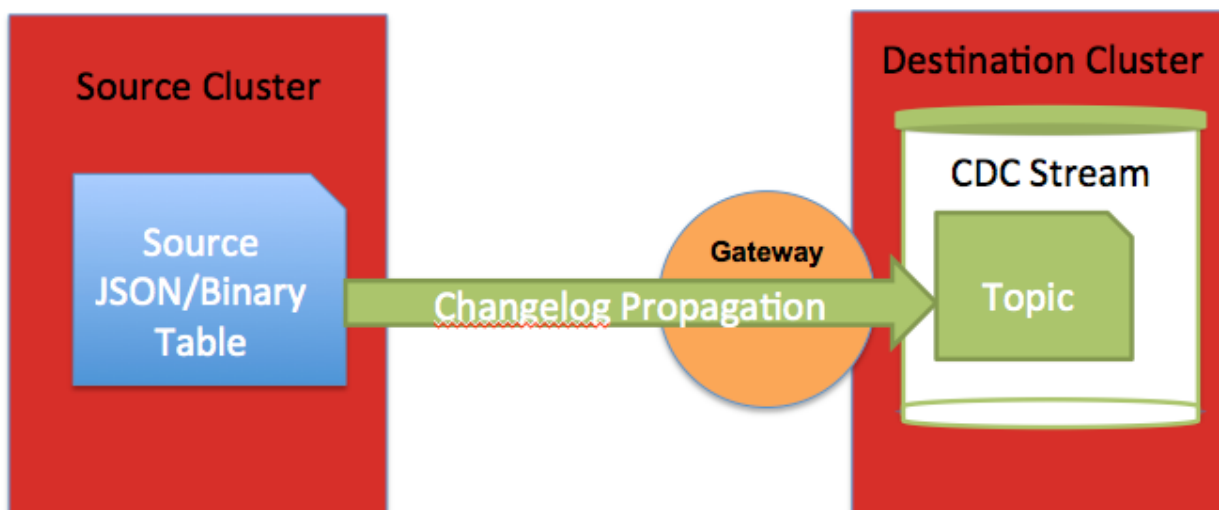 Source Cluster
Source
JSON/Binary
Table
Gateway
Changelog Propagation
Destination Cluster
CDC Stream
Topic